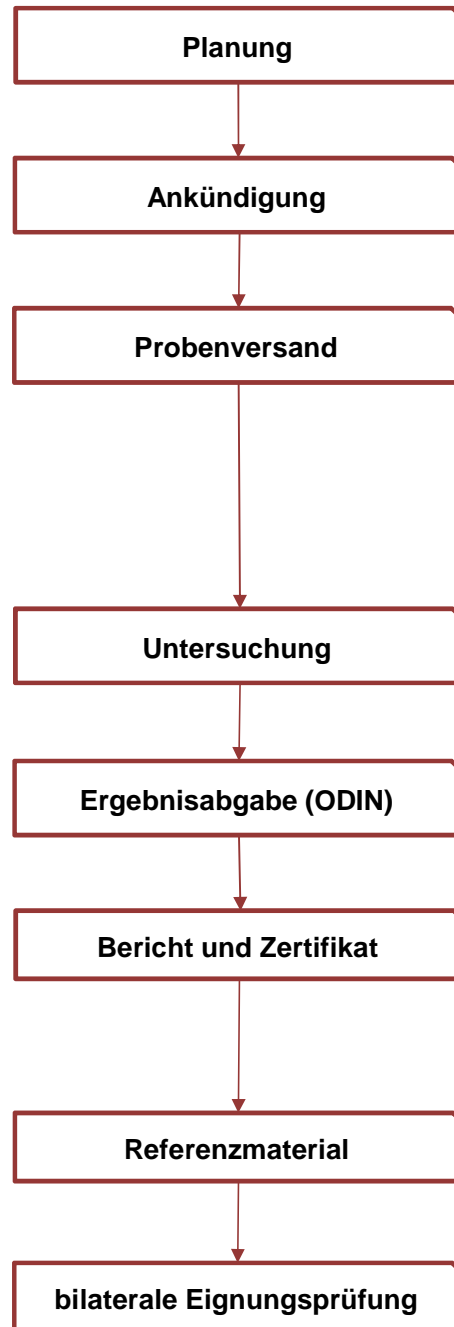 Planung
Ankündigung
Probenversand
Untersuchung
Ergebnisabgabe (ODIN)
Bericht und Zertifikat
Referenzmaterial
bilaterale Eignungsprüfung